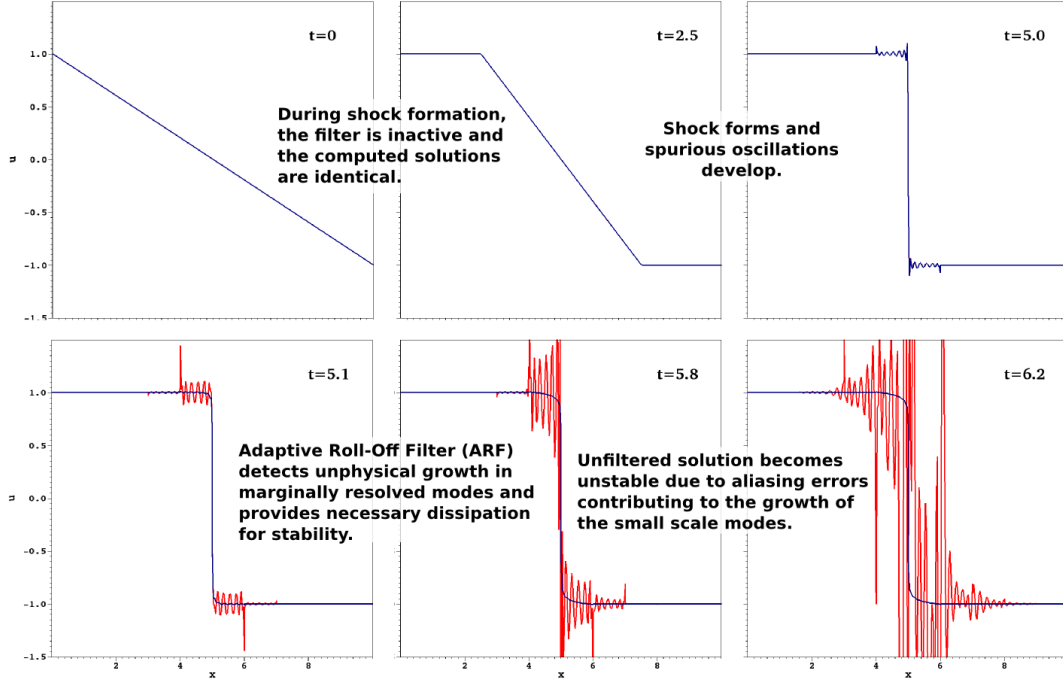 t=0
t=2.5
t=5.0
1.0
0.5
0.0
-0.5
-1.0
-1.5
u
During shock formation,
the filter is inactive and
the computed solutions
are identical.
Shock forms and
spurious oscillations
develop.
t=5.1
t=5.8
t=6.2
1.0
0.5
0.0
-0.5
-1.0
-1.5
u
Adaptive Roll-Off Filter (ARF)
detects unphysical growth in
marginally resolved modes and
provides necessary dissipation
for stability.
Unfiltered solution becomes
unstable due to aliasing errors
contributing to the growth of
the small scale modes.
2 4 6 8
x
2 4 6 8
x
2 4 6 8
x